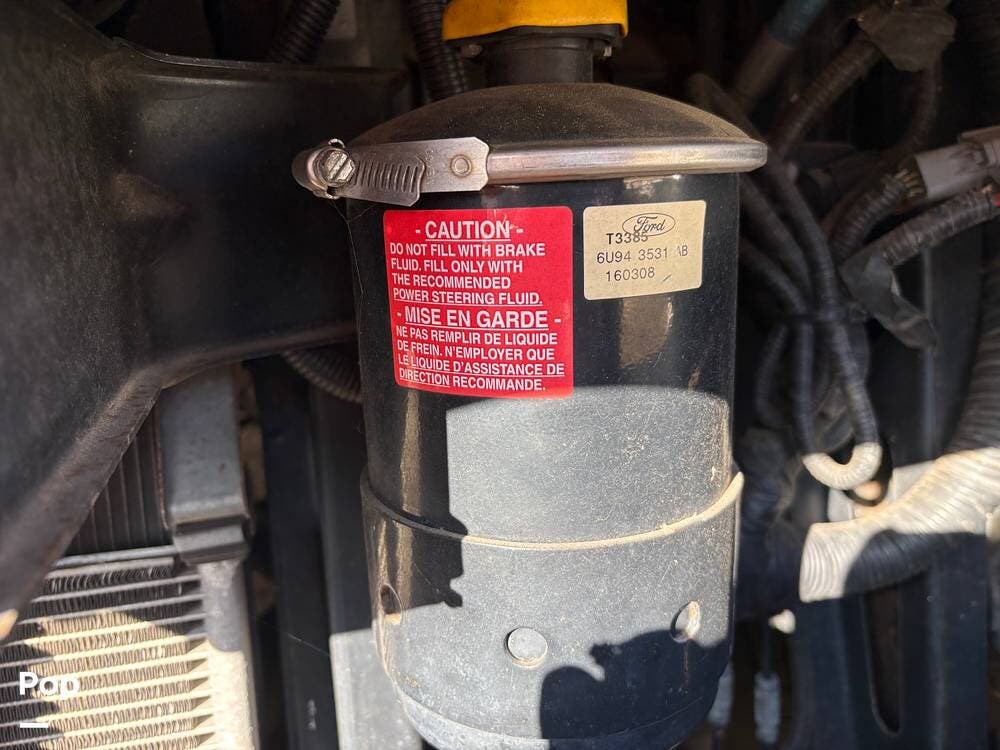 - CAUTION -
DO NOT FILL WITH BRAKE
FLUID. FILL ONLY WITH
THE RECOMMENDED
POWER STEERING FLUID.
- MISE EN GARDE -
NE PAS REMPLIR DE LIQUIDE
DE FREIN. N'EMPLOYER QUE
LE LIQUIDE D'ASSISTANCE DE
DIRECTION RECOMMANDE.
Ford
T3385
6U94 3531 AB
160308
Pop